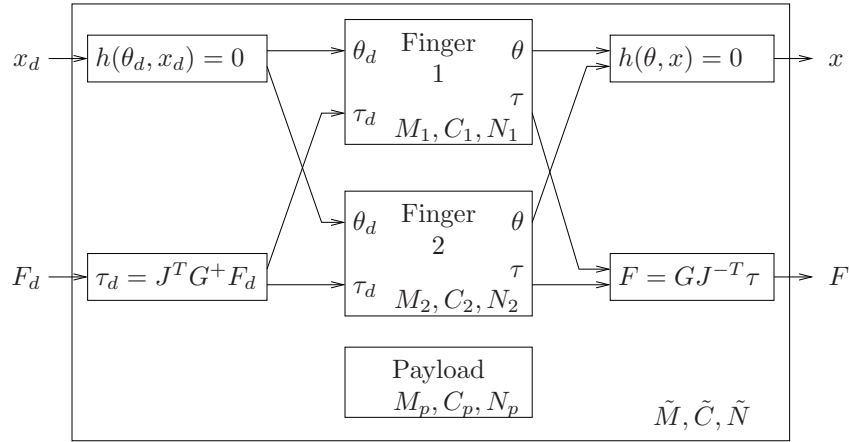 x_d
h(θ_d, x_d) = 0
θ_d
Finger
1
θ
τ_d
τ
M_1, C_1, N_1
h(θ, x) = 0
x
F_d
τ_d = J^T G^+ F_d
θ_d
Finger
2
θ
τ_d
τ
M_2, C_2, N_2
F = GJ^{-T} τ
F
Payload
M_p, C_p, N_p
M̃, C̃, Ñ